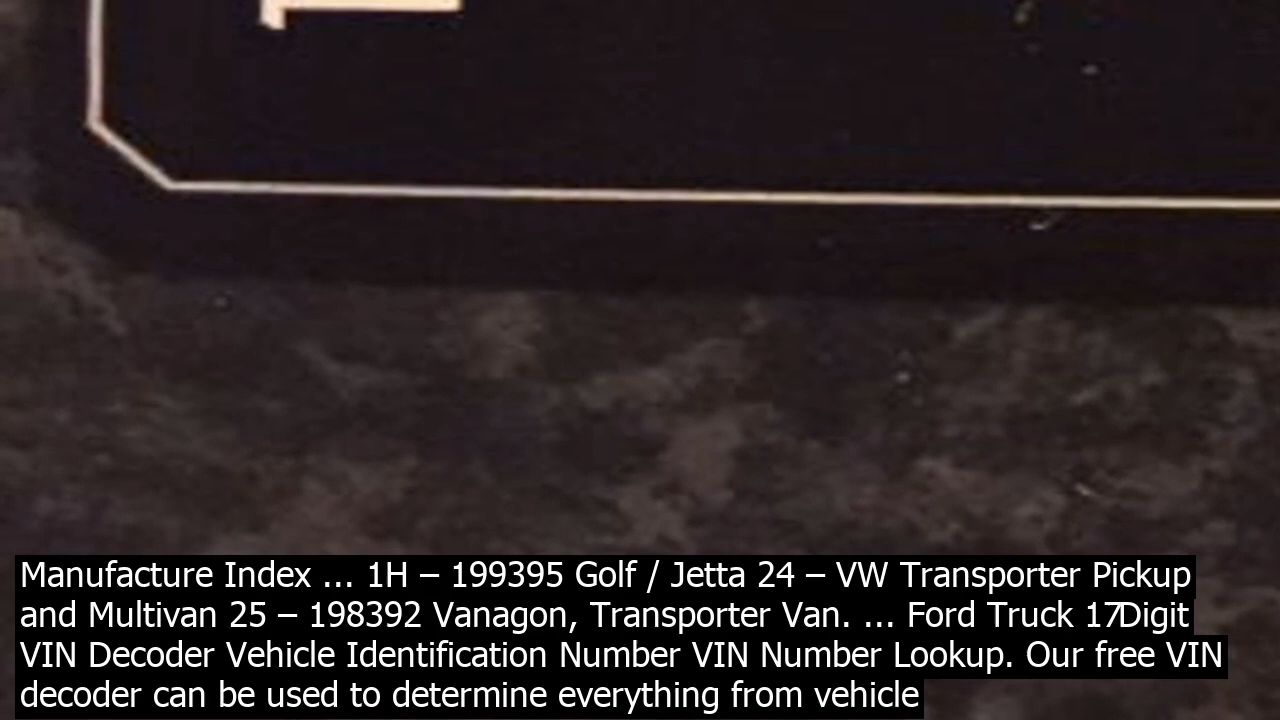 Manufacture Index ... 1H – 199395 Golf / Jetta 24 – VW Transporter Pickup
and Multivan 25 – 198392 Vanagon, Transporter Van. ... Ford Truck 17Digit
VIN Decoder Vehicle Identification Number VIN Number Lookup. Our free VIN
decoder can be used to determine everything from vehicle